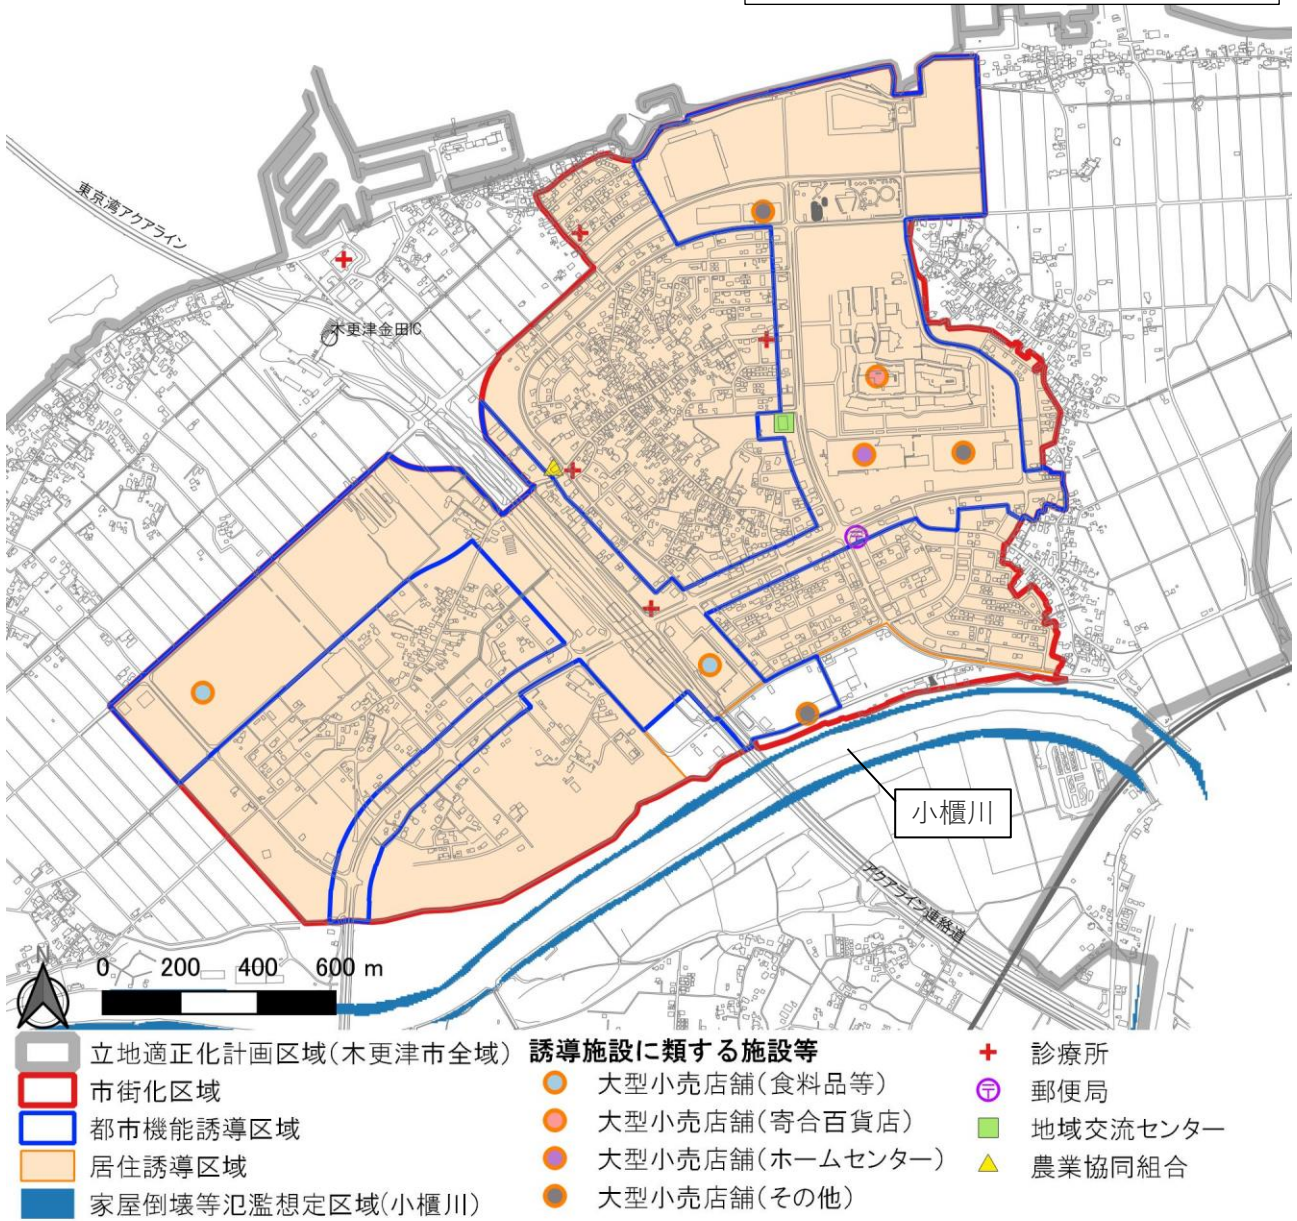 東京湾アクアライン
木更津金田IC
小櫃川
アクアライン連絡道
N
0 200 400 600 m
立地適正化計画区域(木更津市全域)
市街化区域
都市機能誘導区域
居住誘導区域
家屋倒壊等氾濫想定区域(小櫃川)
誘導施設に類する施設等
大型小売店舗(食料品等)
大型小売店舗(寄合百貨店)
大型小売店舗(ホームセンター)
大型小売店舗(その他)
診療所
郵便局
地域交流センター
農業協同組合